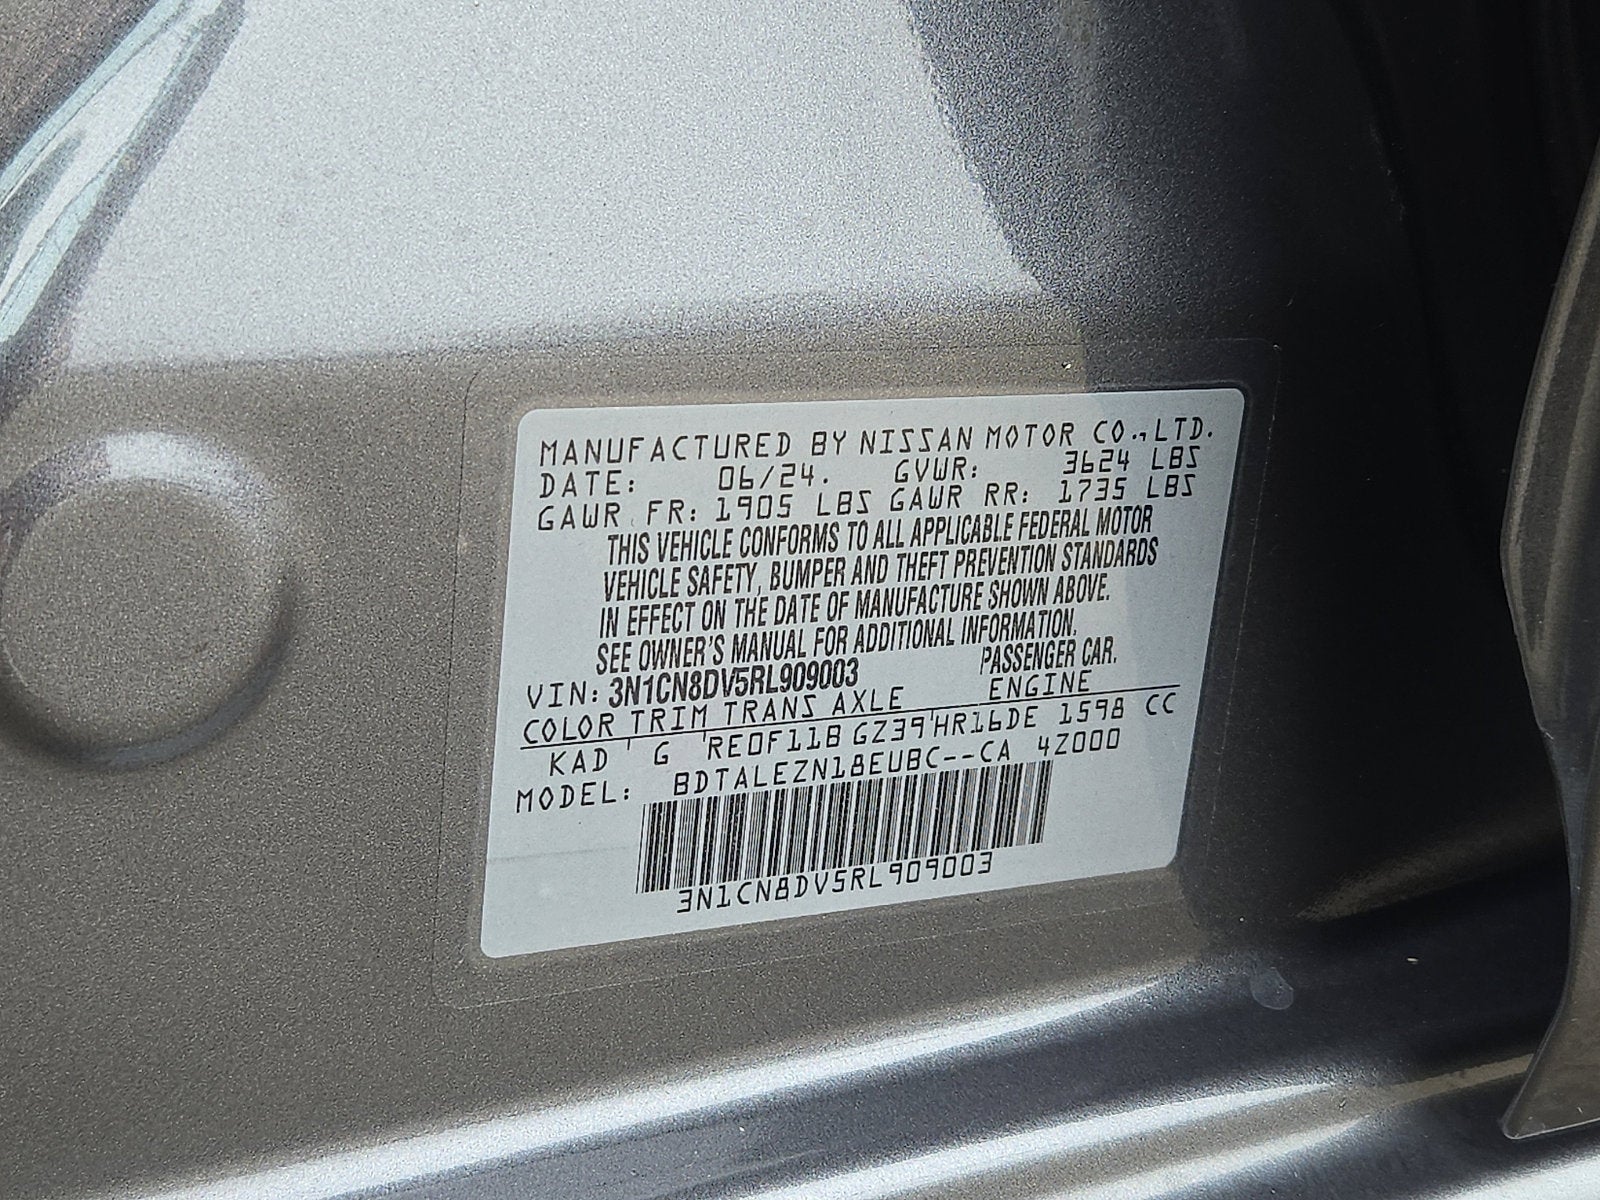 MANUFACTURED BY NISSAN MOTOR CO.,LTD.
DATE: 06/24. GVWR: 3624 LBS
GAWR FR: 1905 LBS GAWR RR: 1735 LBS
THIS VEHICLE CONFORMS TO ALL APPLICABLE FEDERAL MOTOR
VEHICLE SAFETY, BUMPER AND THEFT PREVENTION STANDARDS
IN EFFECT ON THE DATE OF MANUFACTURE SHOWN ABOVE.
SEE OWNER'S MANUAL FOR ADDITIONAL INFORMATION.
VIN: 3N1CN8DV5RL909003 PASSENGER CAR.
COLOR TRIM TRANS AXLE ENGINE
KAD G RE0F11B GZ39 HR16DE 1598 CC
MODEL: BDTALEZN18EUBC--CA 4Z000
3N1CN8DV5RL909003